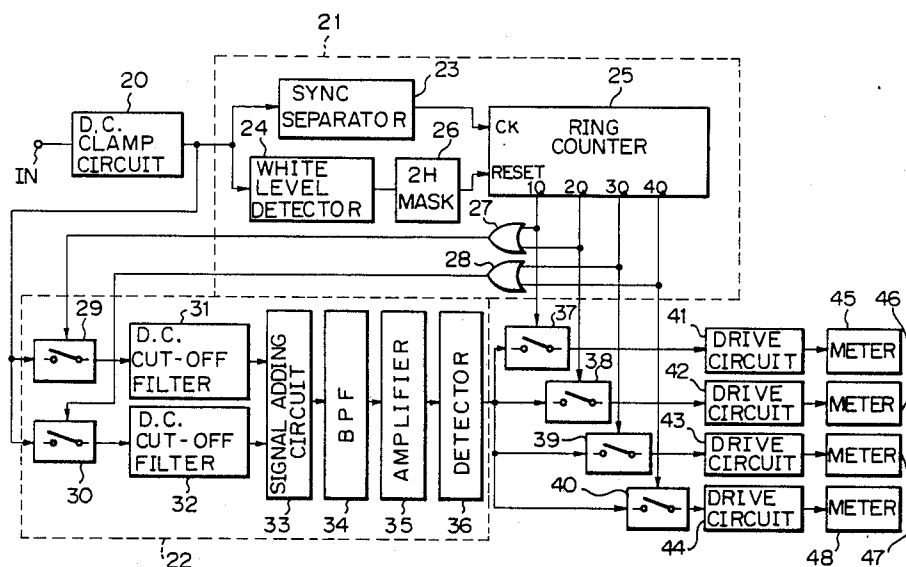 21
20
D.C.
CLAMP
CIRCUIT
IN
23
SYNC
SEPARATOR
24
WHITE
LEVEL
DETECTOR
26
2H
MASK
25
CK
RING
COUNTER
RESET
10 20 30 40
27
28
29
30
31
D.C.
CUT-OFF
FILTER
D.C.
CUT-OFF
FILTER
32
SIGNAL ADDING
CIRCUIT
33
BPF
34
AMPLIFIER
35
DETECTOR
36
22
37
38
39
40
41
DRIVE
CIRCUIT
42
DRIVE
CIRCUIT
43
DRIVE
CIRCUIT
DRIVE
CIRCUIT
44
45
METER
46
METER
METER
METER
48
47